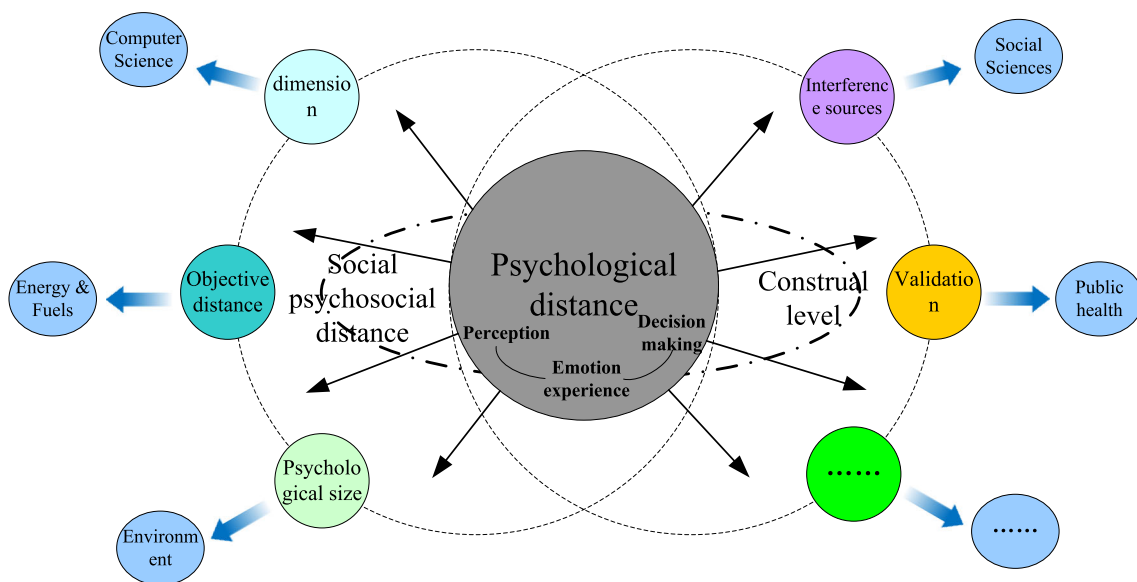 Computer
Science
dimensio
n
Interferenc
e sources
Social
Sciences
Energy &
Fuels
Objective
distance
Social
psychosocial
distance
Psychological
distance
Perception
Emotion
experience
Decision
making
Construal
level
Validatio
n
Public
health
Psycholo
gical size
Environm
ent
……
……